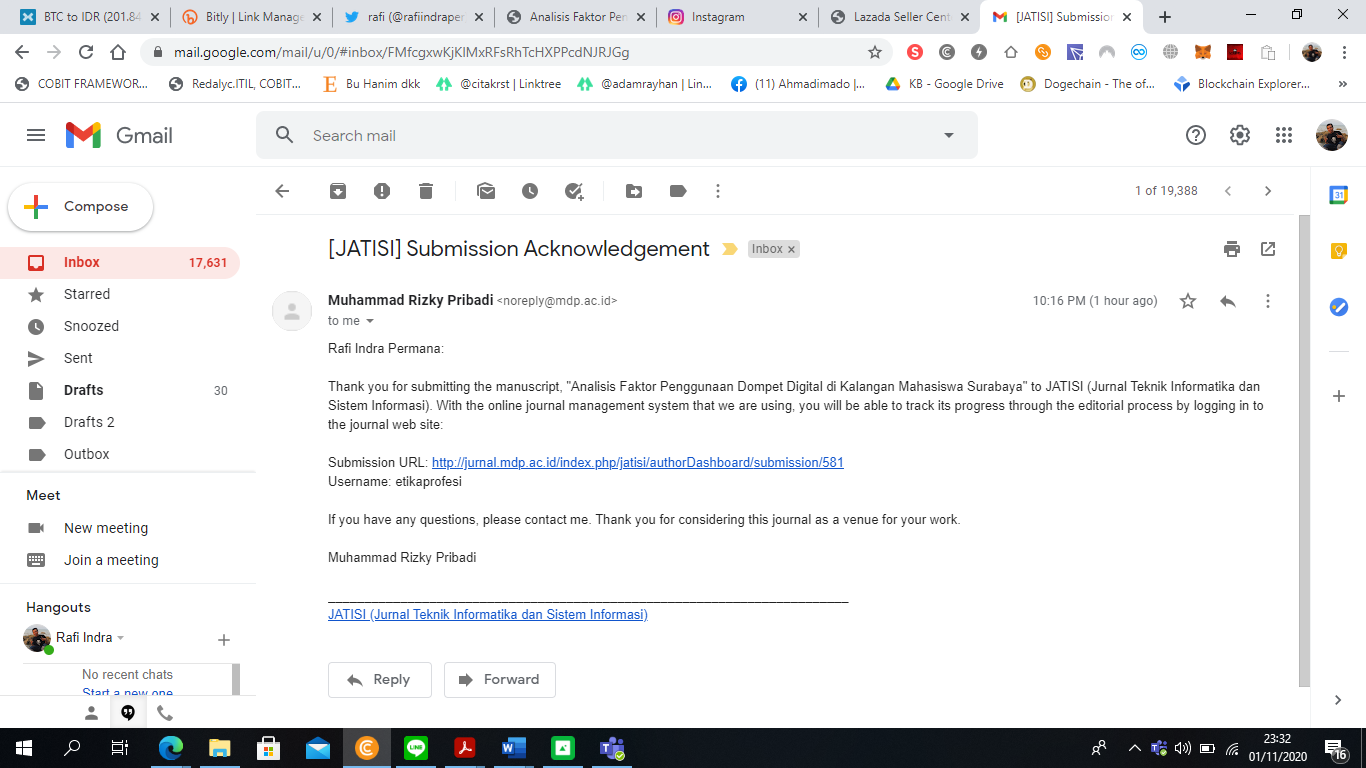 BTC to IDR (201.84
Bitly | Link Manage
rafi (@rafiindraper
Analisis Faktor Pen
Instagram
Lazada Seller Cent
[JATISI] Submission
mail.google.com/mail/u/0/#inbox/FMfcgxwKjKlMxRFsRhTcHXPPcdNJRJGg
COBIT FRAMEWOR...
Redalyc.ITIL, COBIT...
Bu Hanim dkk
@citakrst | Linktree
@adamrayhan | Lin...
(11) Ahmadimado |...
KB - Google Drive
Dogechain - The of...
Blockchain Explorer...
»
Gmail
Search mail
Compose
1 of 19,388
Inbox 17,631
Starred
Snoozed
Sent
Drafts 30
Drafts 2
Outbox
Meet
New meeting
Join a meeting
Hangouts
Rafi Indra
No recent chats
Start a new one
[JATISI] Submission Acknowledgement
Inbox ×
Muhammad Rizky Pribadi <noreply@mdp.ac.id>
10:16 PM (1 hour ago)
to me
Rafi Indra Permana:
Thank you for submitting the manuscript, "Analisis Faktor Penggunaan Dompet Digital di Kalangan Mahasiswa Surabaya" to JATISI (Jurnal Teknik Informatika dan
Sistem Informasi). With the online journal management system that we are using, you will be able to track its progress through the editorial process by logging in to
the journal web site:
Submission URL: http://jurnal.mdp.ac.id/index.php/jatisi/authorDashboard/submission/581
Username: etikaprofesi
If you have any questions, please contact me. Thank you for considering this journal as a venue for your work.
Muhammad Rizky Pribadi
JATISI (Jurnal Teknik Informatika dan Sistem Informasi)
Reply
Forward
31
LINE
23:32
01/11/2020
16